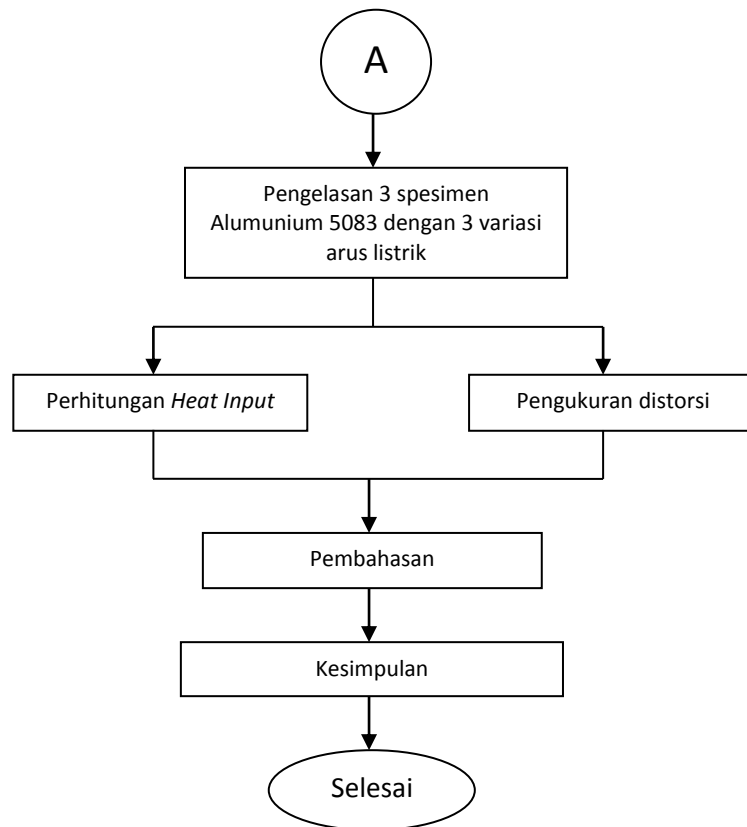 A
Pengelasan 3 spesimen
Alumunium 5083 dengan 3 variasi
arus listrik
Perhitungan Heat Input
Pengukuran distorsi
Pembahasan
Kesimpulan
Selesai